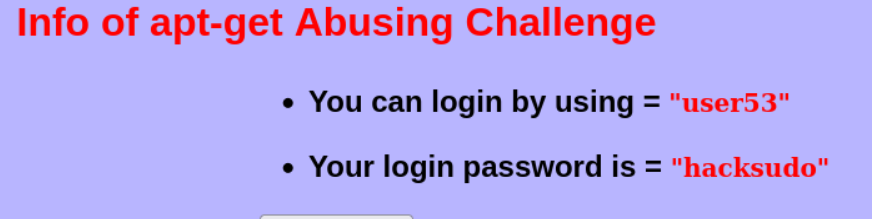 Info of apt-get Abusing Challenge
You can login by using = "user53"
Your login password is = "hacksudo"